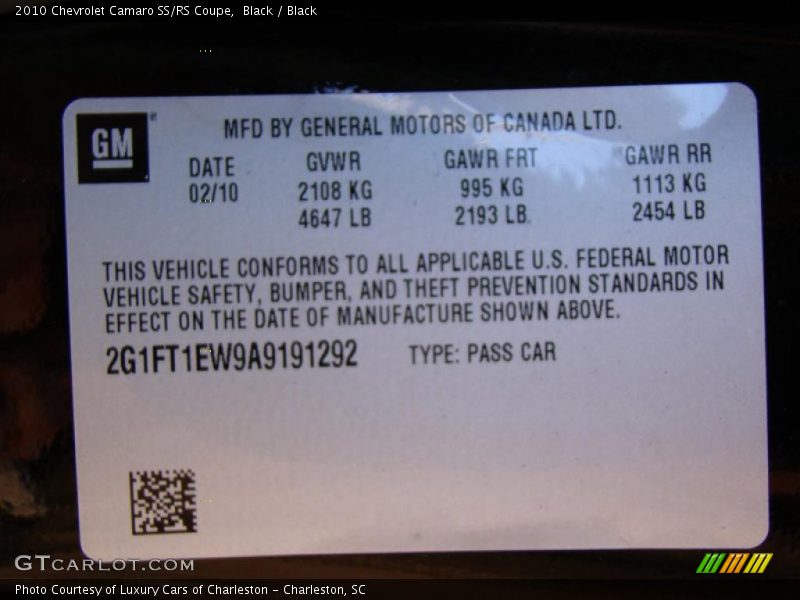 2010 Chevrolet Camaro SS/RS Coupe, Black / Black
GM
MFD BY GENERAL MOTORS OF CANADA LTD.
DATE GVWR GAWR FRT GAWR RR
02/10 2108 KG 995 KG 1113 KG
4647 LB 2193 LB 2454 LB
THIS VEHICLE CONFORMS TO ALL APPLICABLE U.S. FEDERAL MOTOR
VEHICLE SAFETY, BUMPER, AND THEFT PREVENTION STANDARDS IN
EFFECT ON THE DATE OF MANUFACTURE SHOWN ABOVE.
2G1FT1EW9A9191292 TYPE: PASS CAR
GTCARLOT.COM
Photo Courtesy of Luxury Cars of Charleston - Charleston, SC